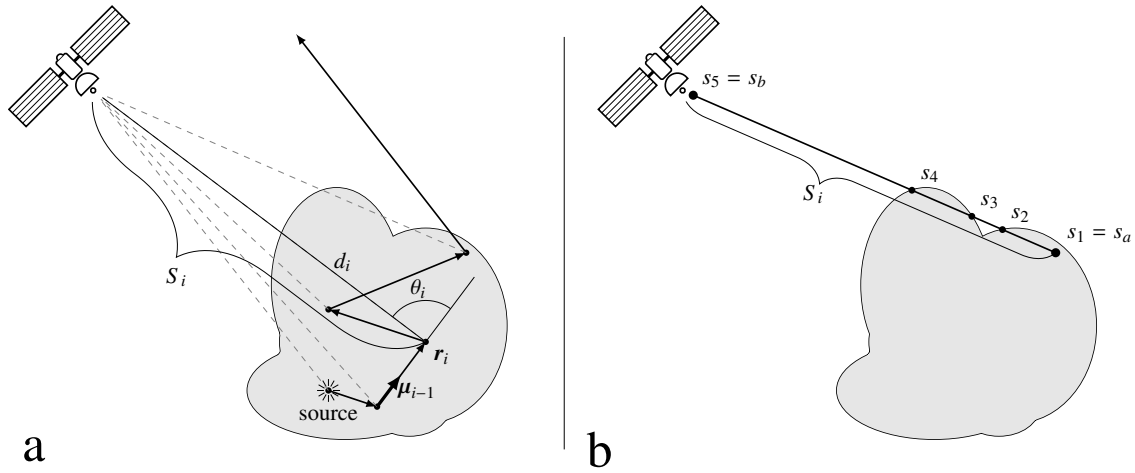 d_i
S_i
θ_i
r_i
μ_{i−1}
source
a
s_5 = s_b
s_4
S_i
s_3
s_2
s_1 = s_a
b